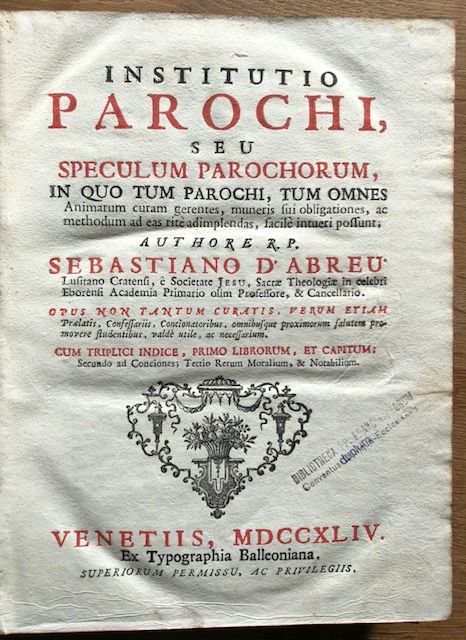 INSTITUTIO
PAROCHI,
SEU
SPECULUM PAROCHORUM,
IN QUO TUM PAROCHI, TUM OMNES
Animarum curam gerentes, muneris sui obligationes, ac
methodum ad eas ritè adimplendas, facilè intueri possunt;
AUTHORE R.P.
SEBASTIANO D'ABREU
Lusitano Cratensi, è Societate JESU, Sacræ Theologiæ in celebri
Eborensi Academia Primario olim Professore, & Cancellario.
OPUS NON TANTUM CURATIS, VERUM ETIAM
Prælatis, Confessariis, Concionatoribus, omnibusque proximorum salutem pro-
movere studentibus, valdè utile, ac necessarium.
CUM TRIPLICI INDICE, PRIMO LIBRORUM, ET CAPITUM;
Secundo ad Conciones; Tertio Rerum Moralium, & Notabilium.
BIBLIOTHECA
Conventus
VENETIIS, MDCCXLIV.
Ex Typographia Balleoniana.
SUPERIORUM PERMISSU, AC PRIVILEGIIS.